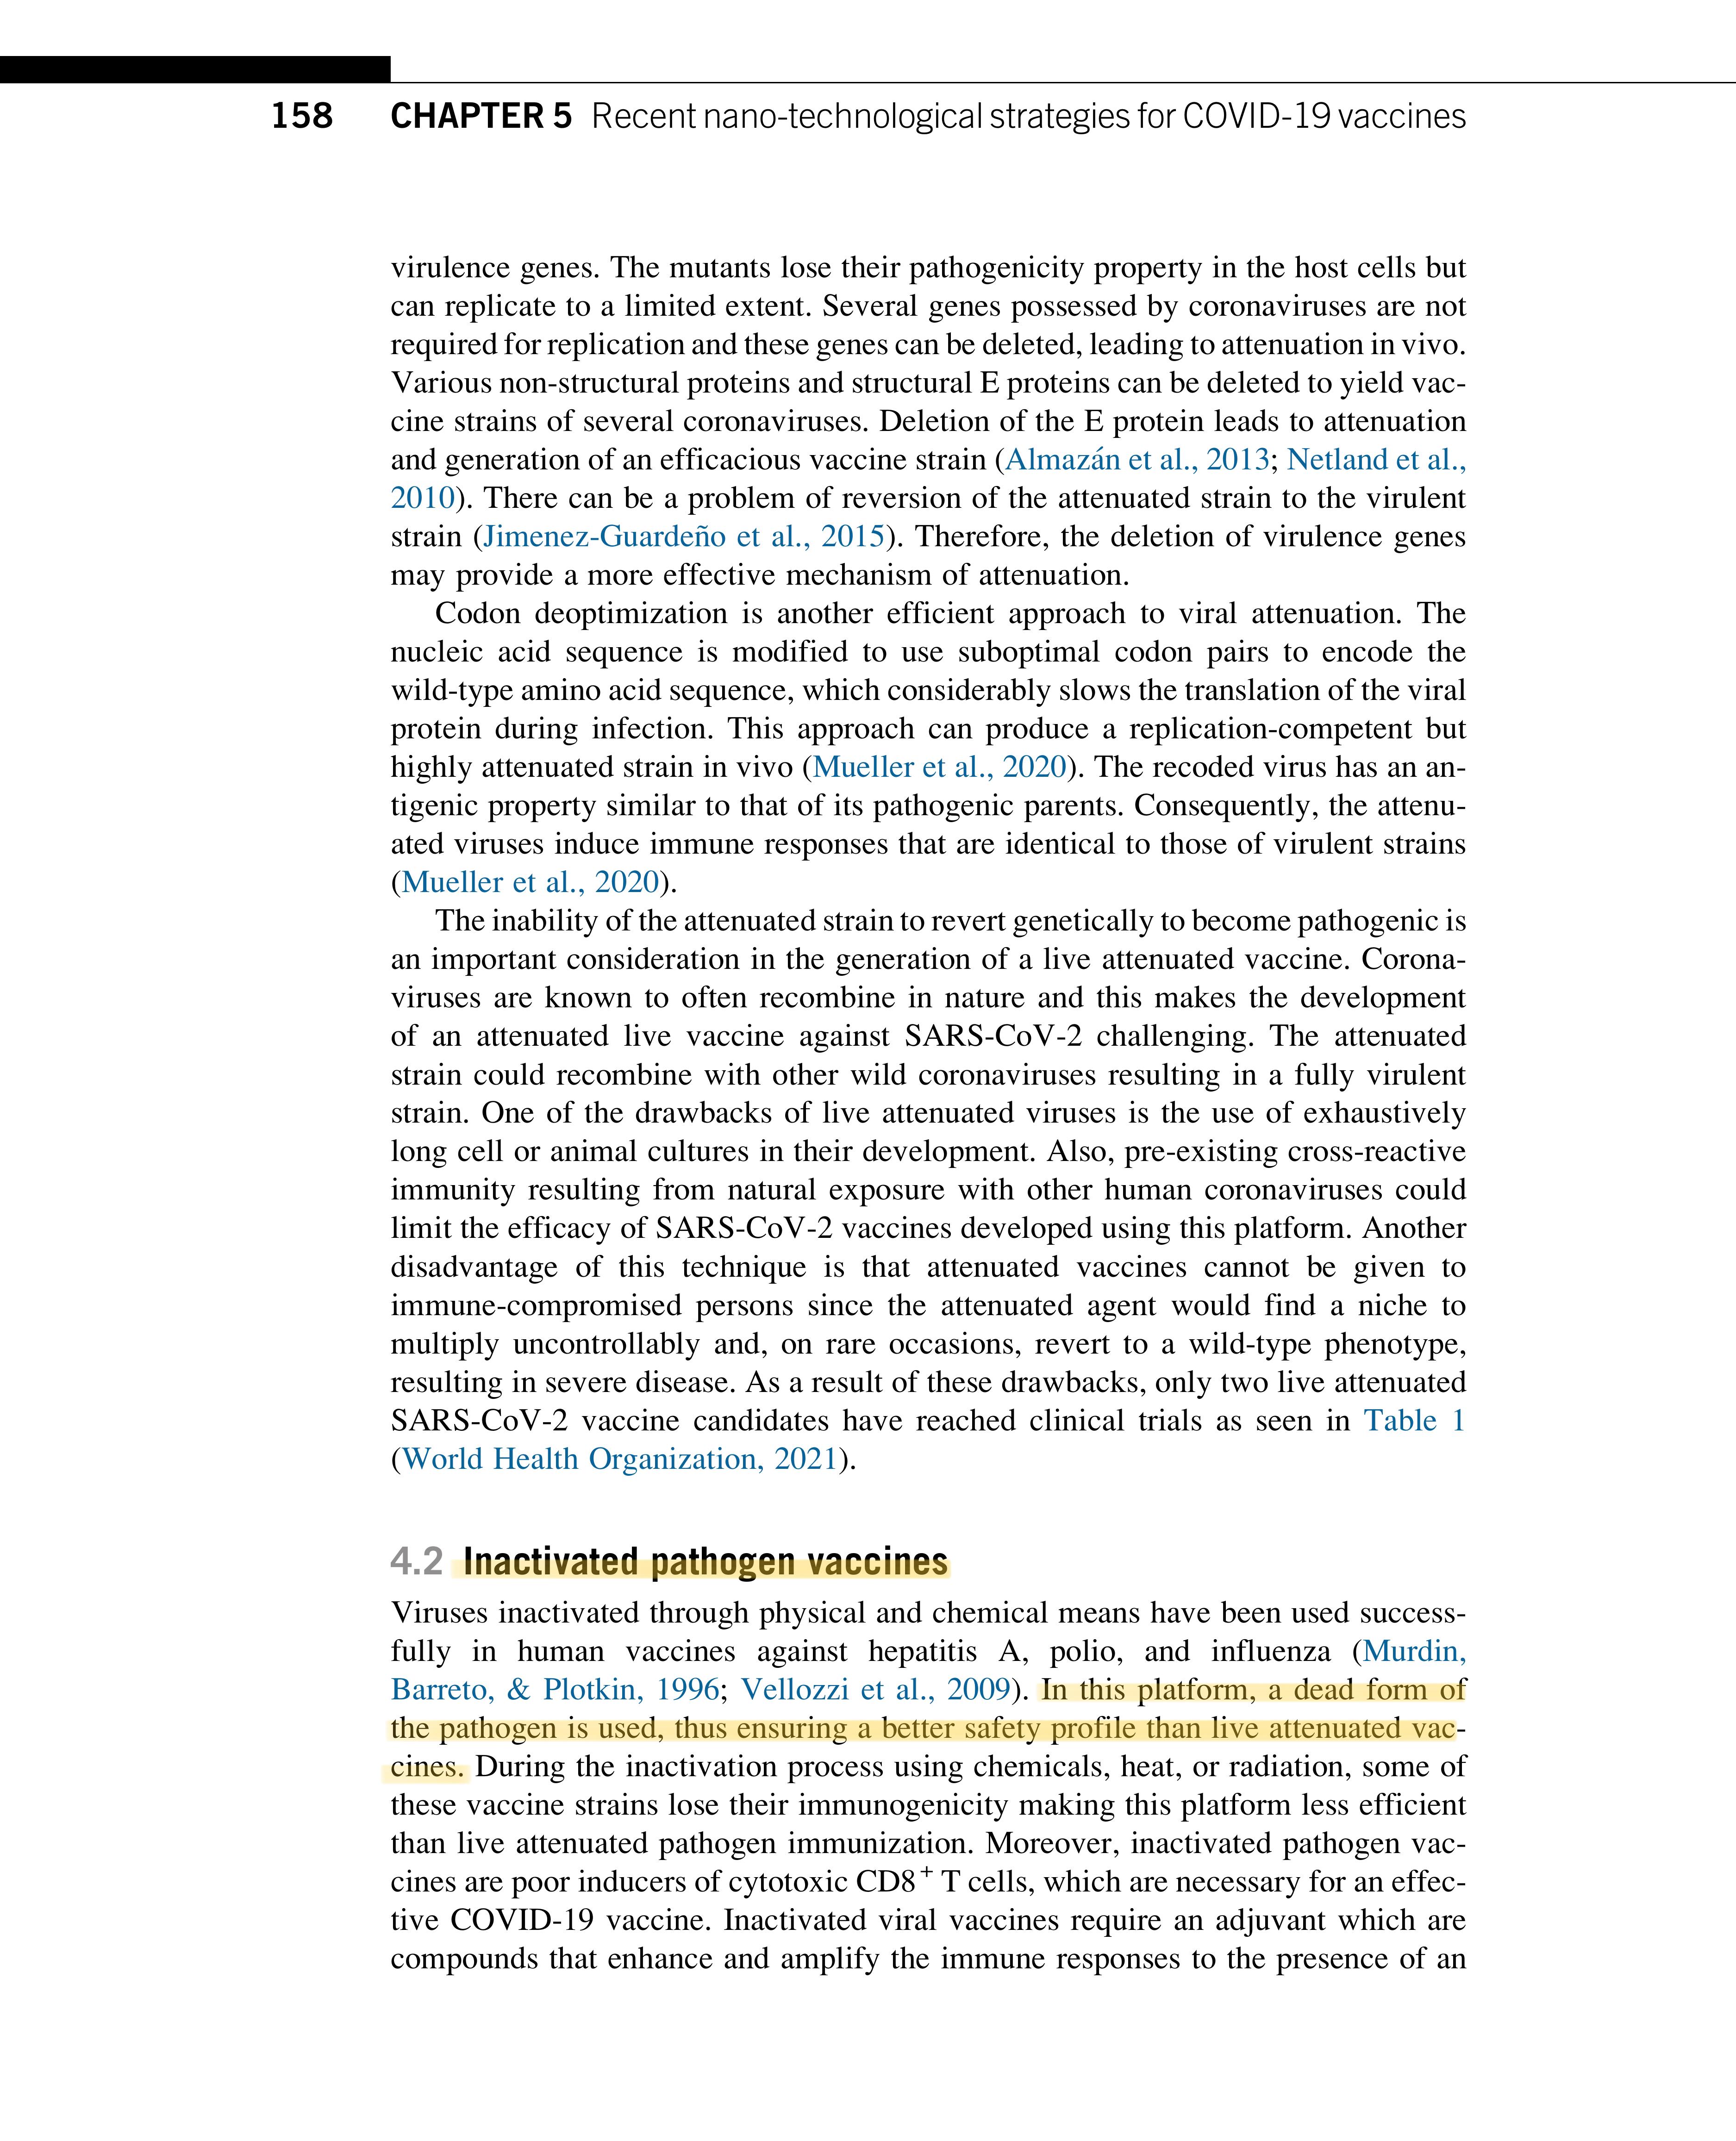 158 CHAPTER 5 Recent nano-technological strategies for COVID-19 vaccines
virulence genes. The mutants lose their pathogenicity property in the host cells but
can replicate to a limited extent. Several genes possessed by coronaviruses are not
required for replication and these genes can be deleted, leading to attenuation in vivo.
Various non-structural proteins and structural E proteins can be deleted to yield vac-
cine strains of several coronaviruses. Deletion of the E protein leads to attenuation
and generation of an efficacious vaccine strain (Almazán et al., 2013; Netland et al.,
2010). There can be a problem of reversion of the attenuated strain to the virulent
strain (Jimenez-Guardeño et al., 2015). Therefore, the deletion of virulence genes
may provide a more effective mechanism of attenuation.
Codon deoptimization is another efficient approach to viral attenuation. The
nucleic acid sequence is modified to use suboptimal codon pairs to encode the
wild-type amino acid sequence, which considerably slows the translation of the viral
protein during infection. This approach can produce a replication-competent but
highly attenuated strain in vivo (Mueller et al., 2020). The recoded virus has an an-
tigenic property similar to that of its pathogenic parents. Consequently, the attenu-
ated viruses induce immune responses that are identical to those of virulent strains
(Mueller et al., 2020).
The inability of the attenuated strain to revert genetically to become pathogenic is
an important consideration in the generation of a live attenuated vaccine. Corona-
viruses are known to often recombine in nature and this makes the development
of an attenuated live vaccine against SARS-CoV-2 challenging. The attenuated
strain could recombine with other wild coronaviruses resulting in a fully virulent
strain. One of the drawbacks of live attenuated viruses is the use of exhaustively
long cell or animal cultures in their development. Also, pre-existing cross-reactive
immunity resulting from natural exposure with other human coronaviruses could
limit the efficacy of SARS-CoV-2 vaccines developed using this platform. Another
disadvantage of this technique is that attenuated vaccines cannot be given to
immune-compromised persons since the attenuated agent would find a niche to
multiply uncontrollably and, on rare occasions, revert to a wild-type phenotype,
resulting in severe disease. As a result of these drawbacks, only two live attenuated
SARS-CoV-2 vaccine candidates have reached clinical trials as seen in Table 1
(World Health Organization, 2021).
4.2 Inactivated pathogen vaccines
Viruses inactivated through physical and chemical means have been used success-
fully in human vaccines against hepatitis A, polio, and influenza (Murdin,
Barreto, & Plotkin, 1996; Vellozzi et al., 2009). In this platform, a dead form of
the pathogen is used, thus ensuring a better safety profile than live attenuated vac-
cines. During the inactivation process using chemicals, heat, or radiation, some of
these vaccine strains lose their immunogenicity making this platform less efficient
than live attenuated pathogen immunization. Moreover, inactivated pathogen vac-
cines are poor inducers of cytotoxic CD8⁺ T cells, which are necessary for an effec-
tive COVID-19 vaccine. Inactivated viral vaccines require an adjuvant which are
compounds that enhance and amplify the immune responses to the presence of an